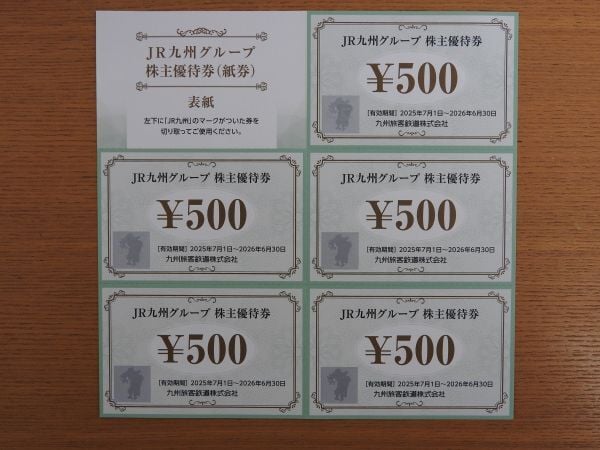 JR九州グループ
株主優待券(紙券)
表紙
左下に「JR九州」のマークがついた券を
切り取ってご使用ください。
JR九州グループ 株主優待券
¥500
[有効期間] 2025年7月1日～2026年6月30日
九州旅客鉄道株式会社
JR九州グループ 株主優待券
¥500
[有効期間] 2025年7月1日～2026年6月30日
九州旅客鉄道株式会社
JR九州グループ 株主優待券
¥500
[有効期間] 2025年7月1日～2026年6月30日
九州旅客鉄道株式会社
JR九州グループ 株主優待券
¥500
[有効期間] 2025年7月1日～2026年6月30日
九州旅客鉄道株式会社
JR九州グループ 株主優待券
¥500
[有効期間] 2025年7月1日～2026年6月30日
九州旅客鉄道株式会社